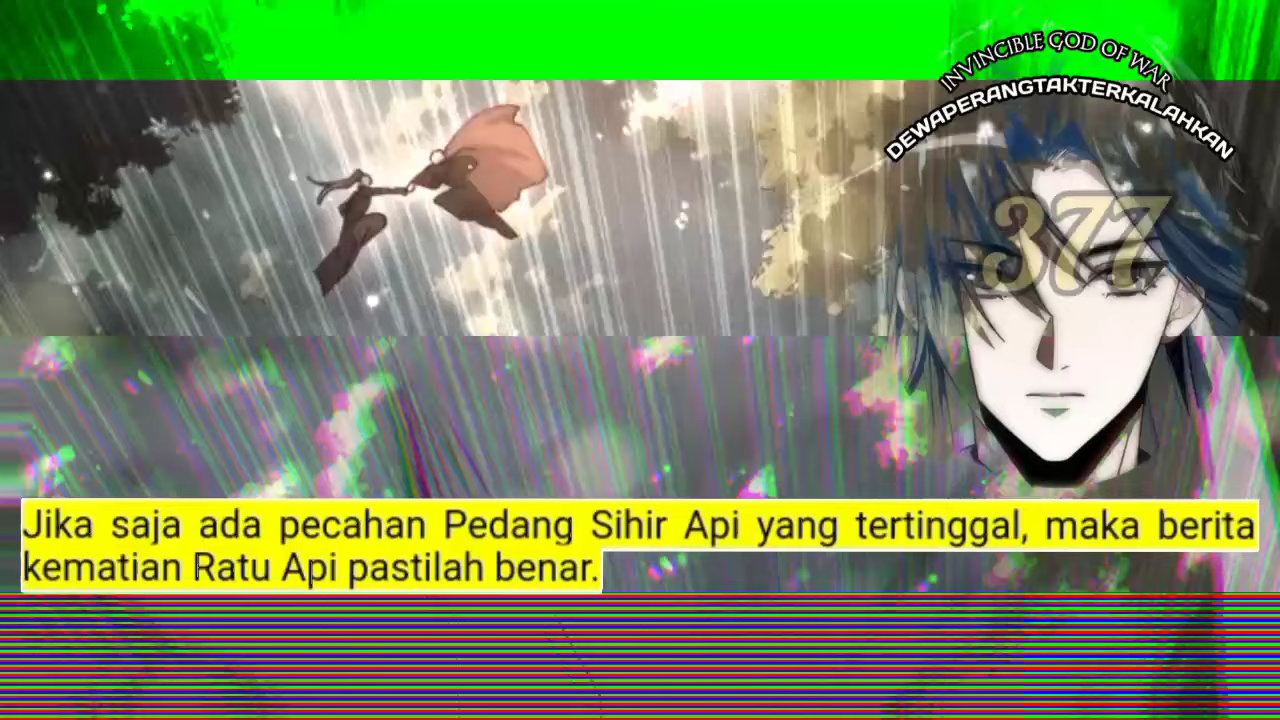 INVINCIBLE GOD OF WAR
DEWAPERANGTAKTERKALAHKAN
377
Jika saja ada pecahan Pedang Sihir Api yang tertinggal, maka berita
kematian Ratu Api pastilah benar.